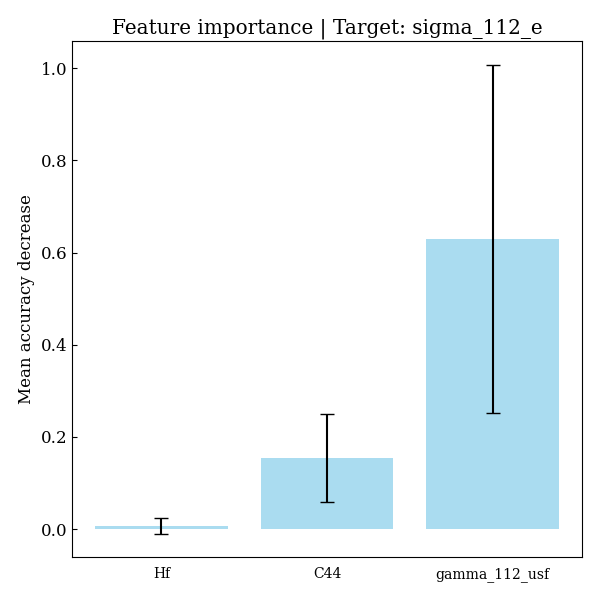 Feature importance | Target: sigma_112_e
Mean accuracy decrease
1.0
0.8
0.6
0.4
0.2
0.0
Hf
C44
gamma_112_usf